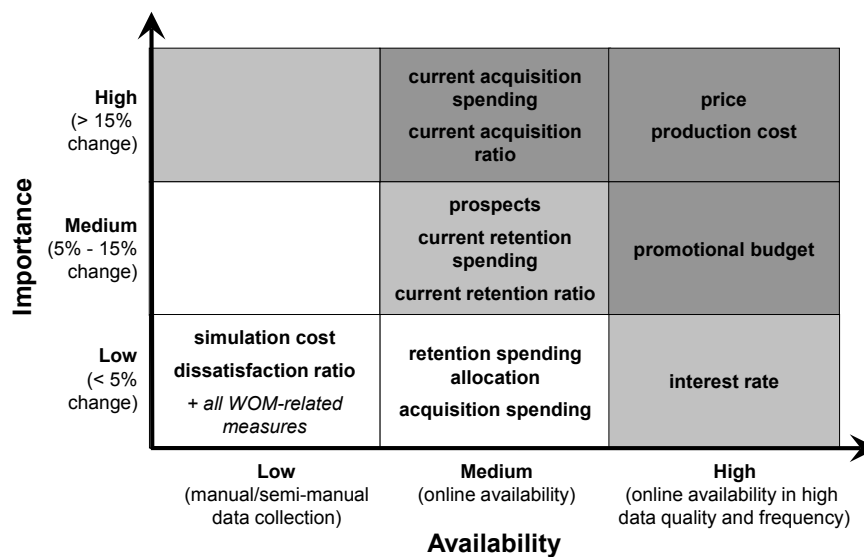 Importance
High
(> 15%
change)
current acquisition
spending
current acquisition
ratio
price
production cost
Medium
(5% - 15%
change)
prospects
current retention
spending
current retention ratio
promotional budget
Low
(< 5%
change)
simulation cost
dissatisfaction ratio
+ all WOM-related
measures
retention spending
allocation
acquisition spending
interest rate
Low
(manual/semi-manual
data collection)
Medium
(online availability)
High
(online availability in high
data quality and frequency)
Availability